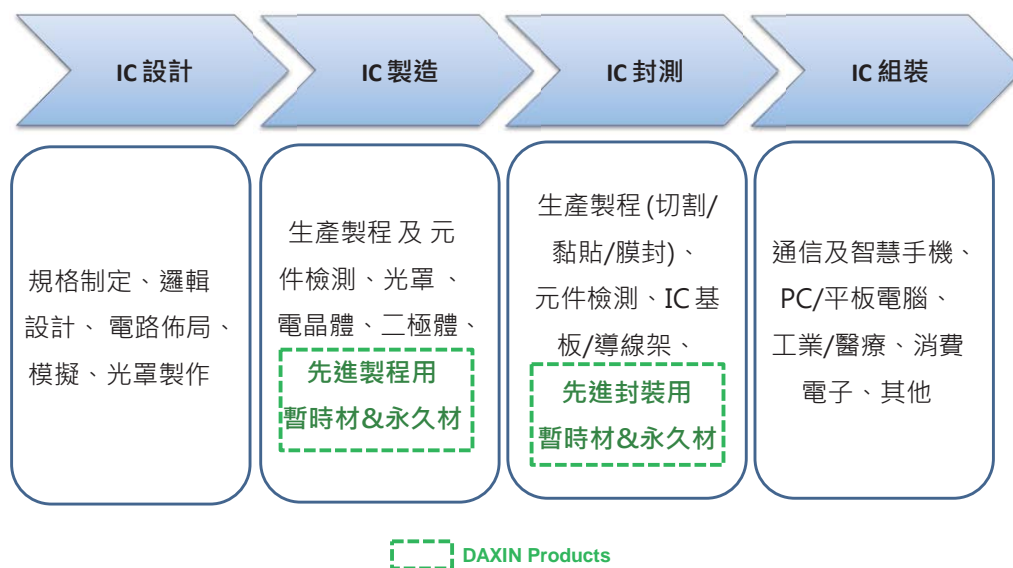 IC 設計
IC 製造
IC 封測
IC 組裝
規格制定、邏輯
設計、 電路佈局、
模擬、光罩製作
生產製程 及 元
件檢測、光罩 、
電晶體、二極體、
先進製程用
暫時材&永久材
生產製程 (切割/
黏貼/膜封)、
元件檢測、IC 基
板/導線架、
先進封裝用
暫時材&永久材
通信及智慧手機、
PC/平板電腦、
工業/醫療、消費
電子、其他
DAXIN Products